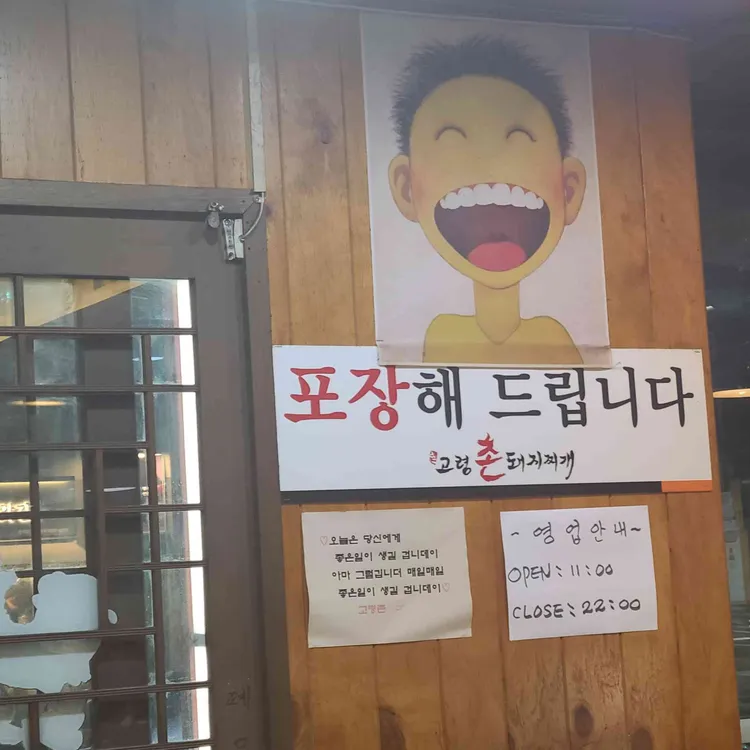 포장해 드립니다
고령촌돼지찌개
♡오늘은 당신에게
좋은일이 생길 겁니데이
아마 그럴겁니더 매일매일
좋은일이 생길 겁니데이♡
고령촌
~영업안내~
OPEN: 11:00
CLOSE: 22:00